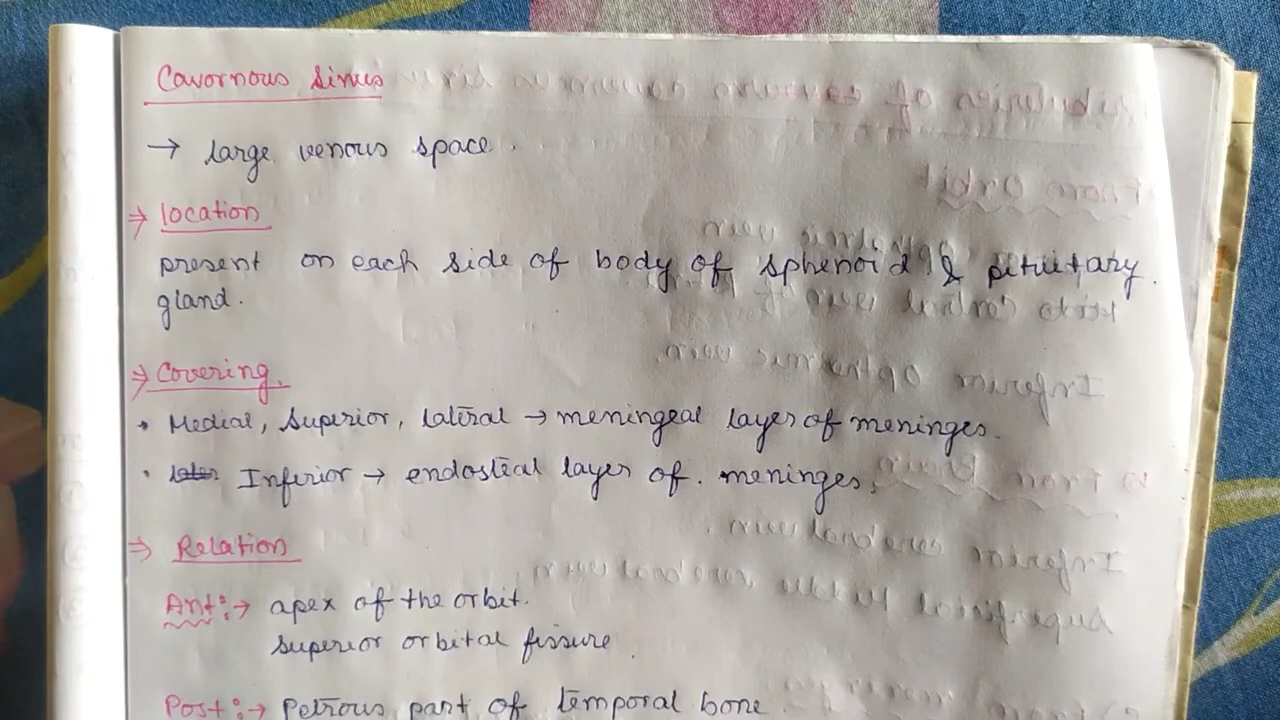 Cavornous sinus
→ large venous space.
⇒ location
present on each side of body of sphenoid & pituitary
gland.
⇒ Covering.
• Medial, superior, lateral → meningeal layer of meninges.
• Inferior → endosteal layer of meninges.
⇒ Relation
Ant:→ apex of the orbit.
superior orbital fissure.
Post:→ Petrous part of temporal bone